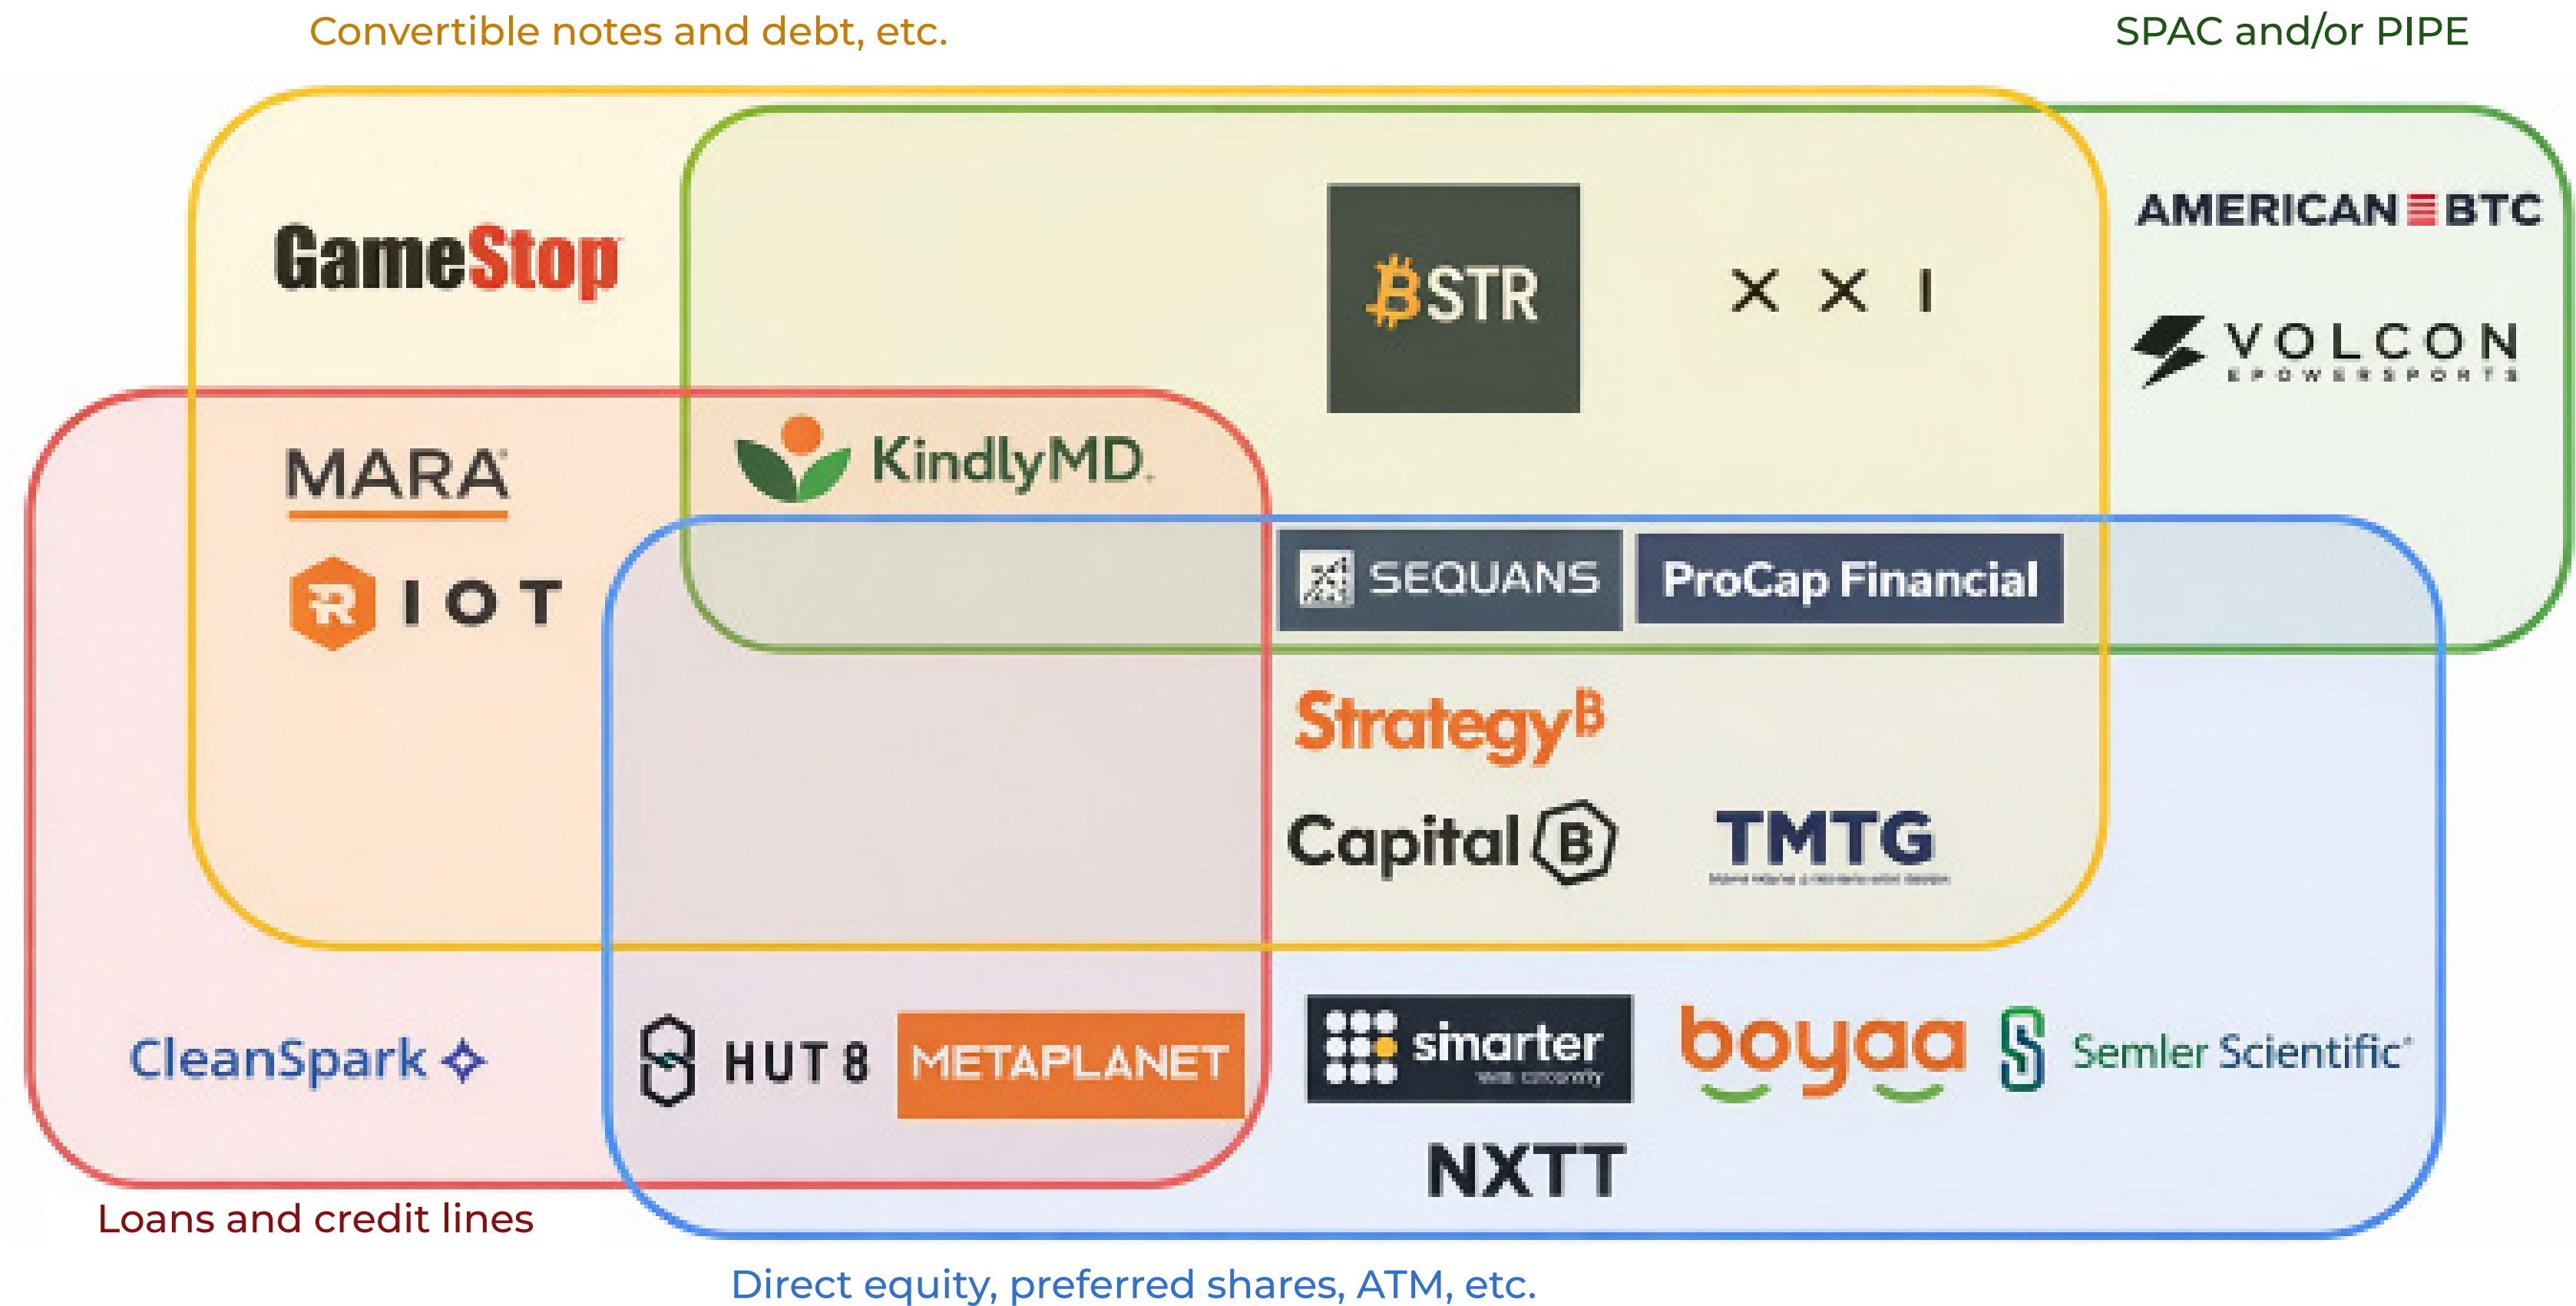 Convertible notes and debt, etc.
SPAC and/or PIPE
GameStop
BSTR
X X I
AMERICAN BTC
VOLCON
EPOWERSPORTS
MARA
KindlyMD.
RIOT
SEQUANS
ProCap Financial
StrategyB
Capital B
TMTG
CleanSpark
HUT 8
METAPLANET
smarter
boyaa
Semler Scientific
NXTT
Loans and credit lines
Direct equity, preferred shares, ATM, etc.